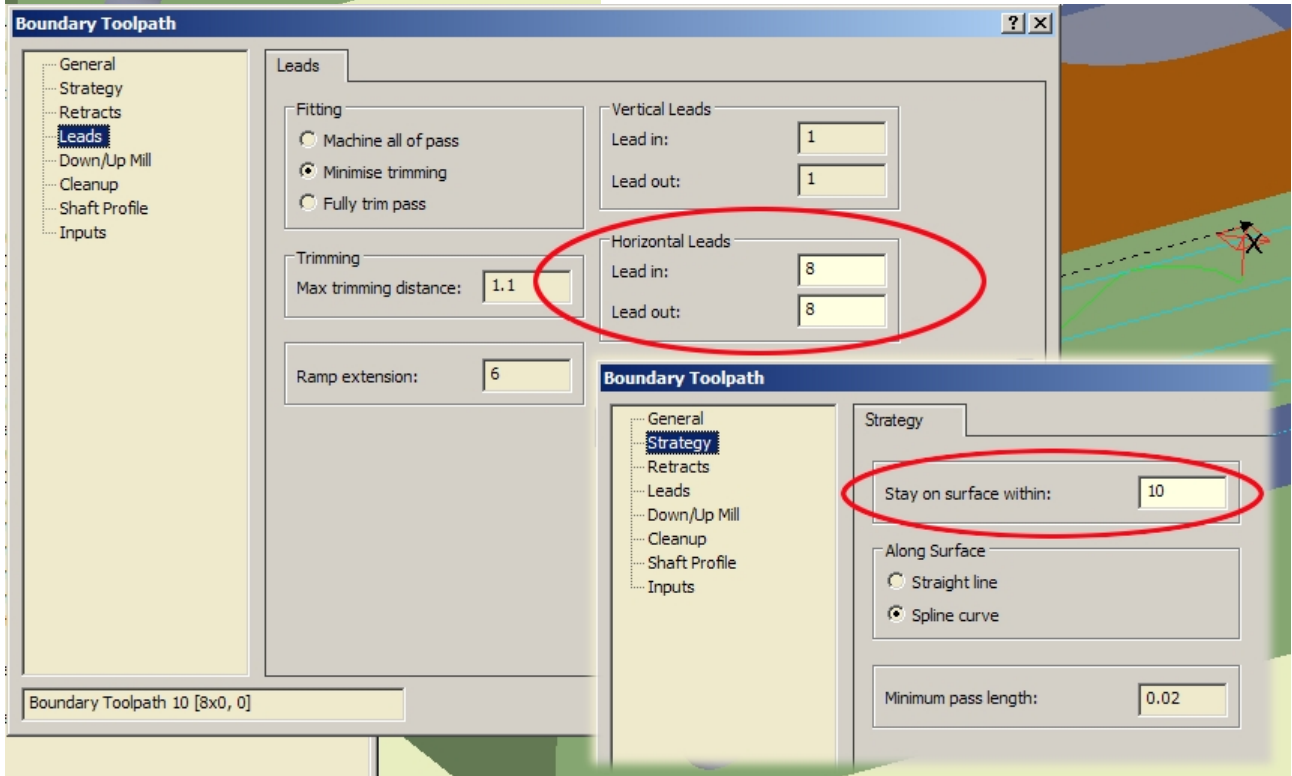 Boundary Toolpath
General
Strategy
Retracts
Leads
Down/Up Mill
Cleanup
Shaft Profile
Inputs
Leads
Fitting
Machine all of pass
Minimise trimming
Fully trim pass
Trimming
Max trimming distance: 1.1
Ramp extension: 6
Vertical Leads
Lead in: 1
Lead out: 1
Horizontal Leads
Lead in: 8
Lead out: 8
Boundary Toolpath 10 [8x0, 0]
X
Boundary Toolpath
General
Strategy
Retracts
Leads
Down/Up Mill
Cleanup
Shaft Profile
Inputs
Strategy
Stay on surface within: 10
Along Surface
Straight line
Spline curve
Minimum pass length: 0.02